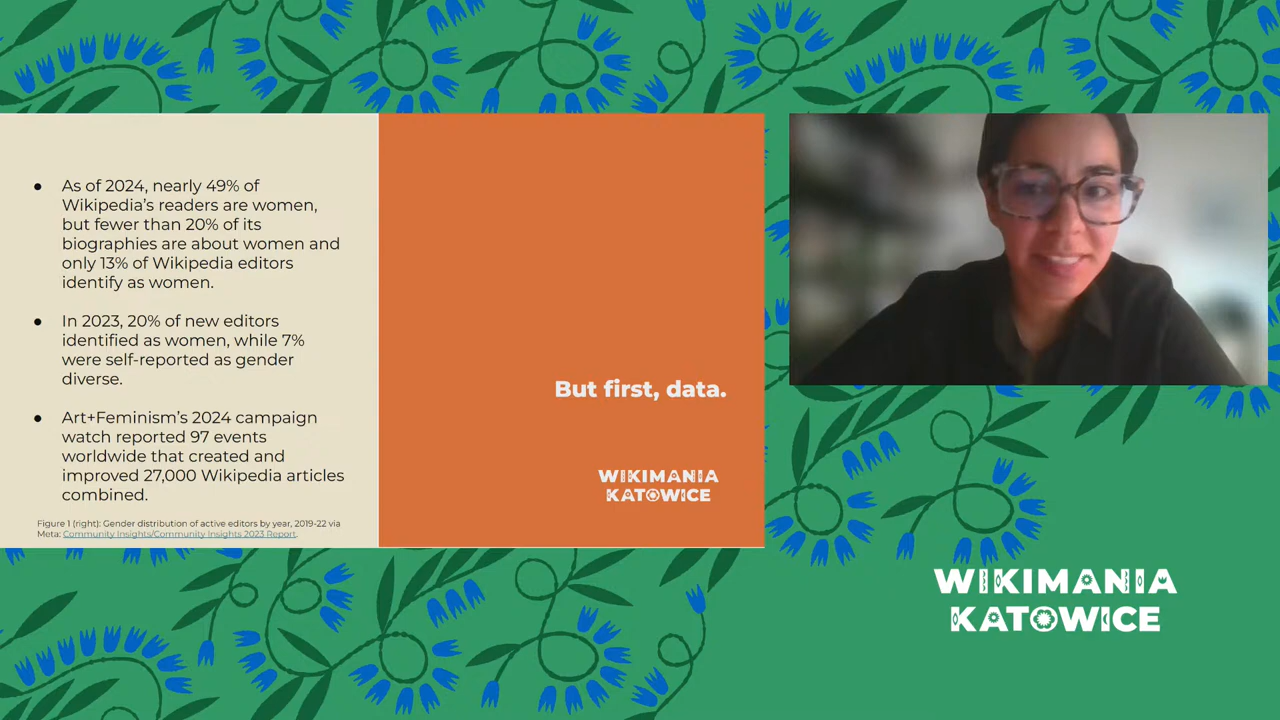 ● As of 2024, nearly 49% of
Wikipedia's readers are women,
but fewer than 20% of its
biographies are about women and
only 13% of Wikipedia editors
identify as women.
● In 2023, 20% of new editors
identified as women, while 7%
were self-reported as gender
diverse.
● Art+Feminism's 2024 campaign
watch reported 97 events
worldwide that created and
improved 27,000 Wikipedia articles
combined.
Figure 1 (right): Gender distribution of active editors by year, 2019-22 via
Meta: Community Insights/Community Insights 2023 Report.
But first, data.
WIKIMANIA
KATOWICE
WIKIMANIA
KATOWICE